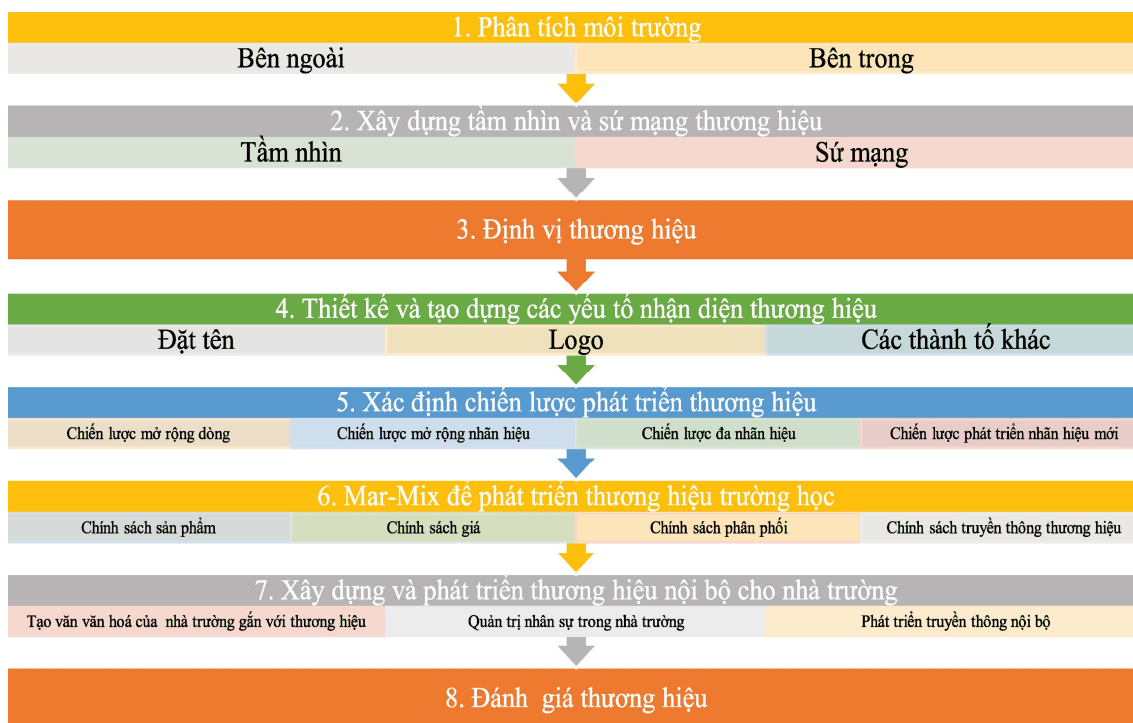 1. Phân tích môi trường
Bên ngoài
Bên trong
2. Xây dựng tầm nhìn và sứ mạng thương hiệu
Tầm nhìn
Sứ mạng
3. Định vị thương hiệu
4. Thiết kế và tạo dựng các yếu tố nhận diện thương hiệu
Đặt tên
Logo
Các thành tố khác
5. Xác định chiến lược phát triển thương hiệu
Chiến lược mở rộng dòng
Chiến lược mở rộng nhãn hiệu
Chiến lược đa nhãn hiệu
Chiến lược phát triển nhãn hiệu mới
6. Mar-Mix để phát triển thương hiệu trường học
Chính sách sản phẩm
Chính sách giá
Chính sách phân phối
Chính sách truyền thông thương hiệu
7. Xây dựng và phát triển thương hiệu nội bộ cho nhà trường
Tạo văn văn hoá của nhà trường gắn với thương hiệu
Quản trị nhân sự trong nhà trường
Phát triển truyền thông nội bộ
8. Đánh giá thương hiệu